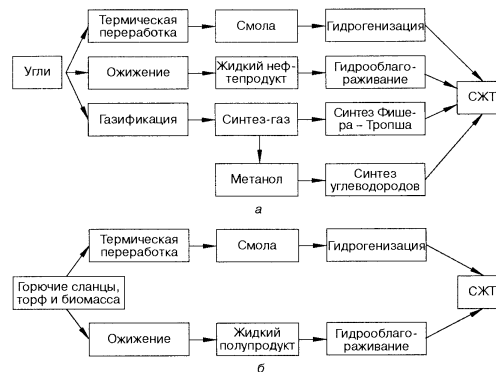 Термическая
переработка
Смола
Гидрогенизация
Угли
Ожижение
Жидкий неф-
тепродукт
Гидрооблаго-
раживание
СЖТ
Газификация
Синтез-газ
Синтез Фише-
ра – Тропша
Метанол
Синтез
углеводородов
а
Термическая
переработка
Смола
Гидрогенизация
Горючие сланцы,
торф и биомасса
СЖТ
Ожижение
Жидкий
полупродукт
Гидрооблаго-
раживание
б